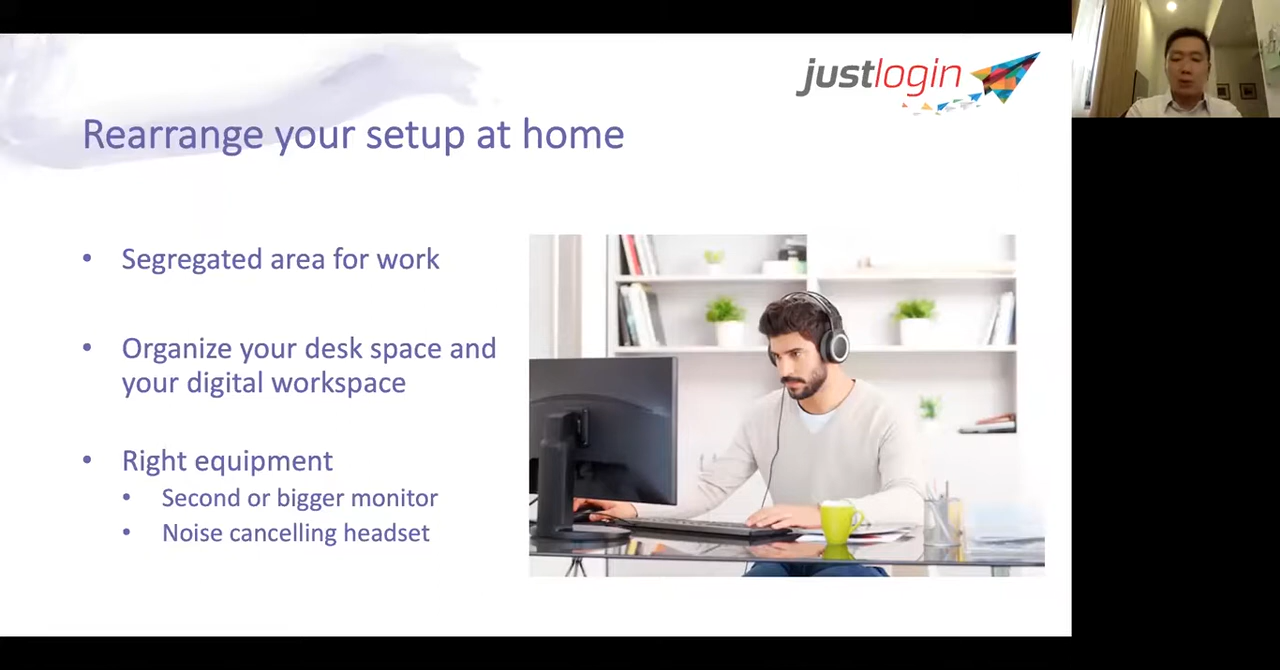 justlogin
Rearrange your setup at home
• Segregated area for work
• Organize your desk space and
your digital workspace
• Right equipment
• Second or bigger monitor
• Noise cancelling headset